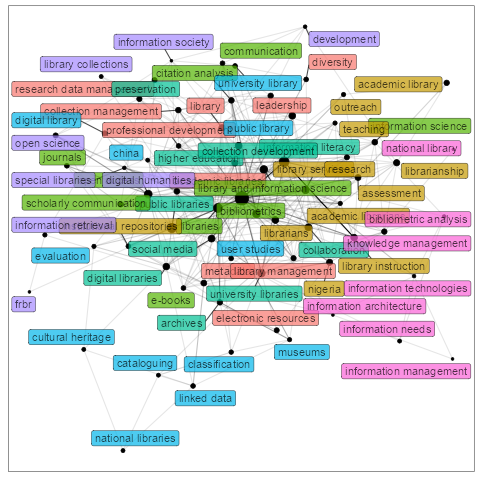 development
information society
communication
library collections
diversity
citation analysis
university library
academic library
research data mana
preservation
library
leadership
outreach
collection management
digital library
professional development
public library
teaching
information science
open science
china
collection development
literacy
national library
journals
higher educatio
library ser
research
librarianship
special libraries
digital humanities
library and information science
assessment
scholarly communication
public libraries
bibliometrics
academic li
bibliometric analysis
information retrieval
repositories
libraries
librarians
knowledge management
evaluation
social media
user studies
collaboratio
library instruction
digital libraries
meta
library management
frbr
e-books
university libraries
nigeria
information technologies
archives
electronic resources
information architecture
information needs
cultural heritage
cataloguing
classification
museums
information management
linked data
national libraries